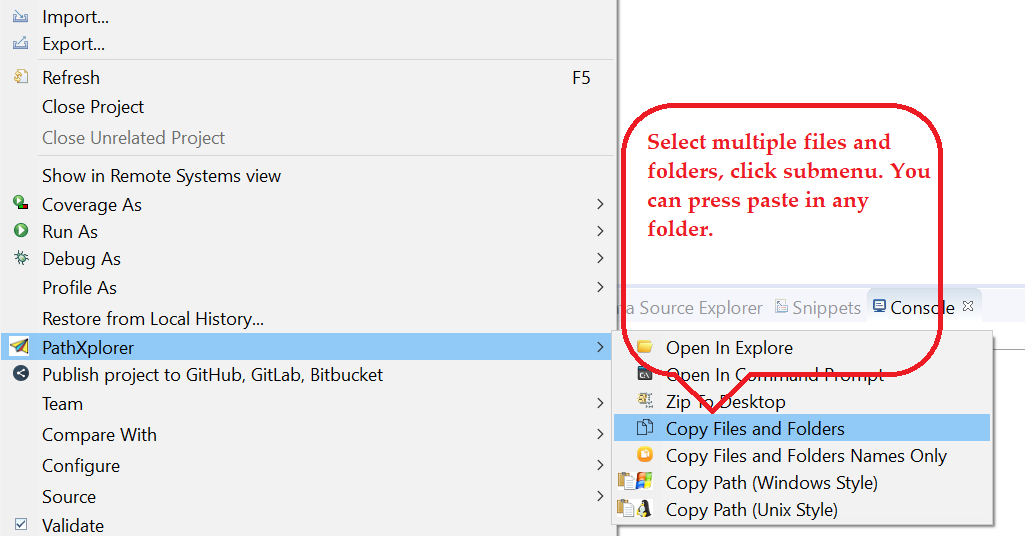 Import...
Export...
Refresh F5
Close Project
Close Unrelated Project
Show in Remote Systems view
Coverage As
Run As
Debug As
Profile As
Restore from Local History...
PathXplorer
Publish project to GitHub, GitLab, Bitbucket
Team
Compare With
Configure
Source
Validate
Select multiple files and
folders, click submenu. You
can press paste in any
folder.
Source Explorer Snippets Console
Open In Explore
Open In Command Prompt
Zip To Desktop
Copy Files and Folders
Copy Files and Folders Names Only
Copy Path (Windows Style)
Copy Path (Unix Style)